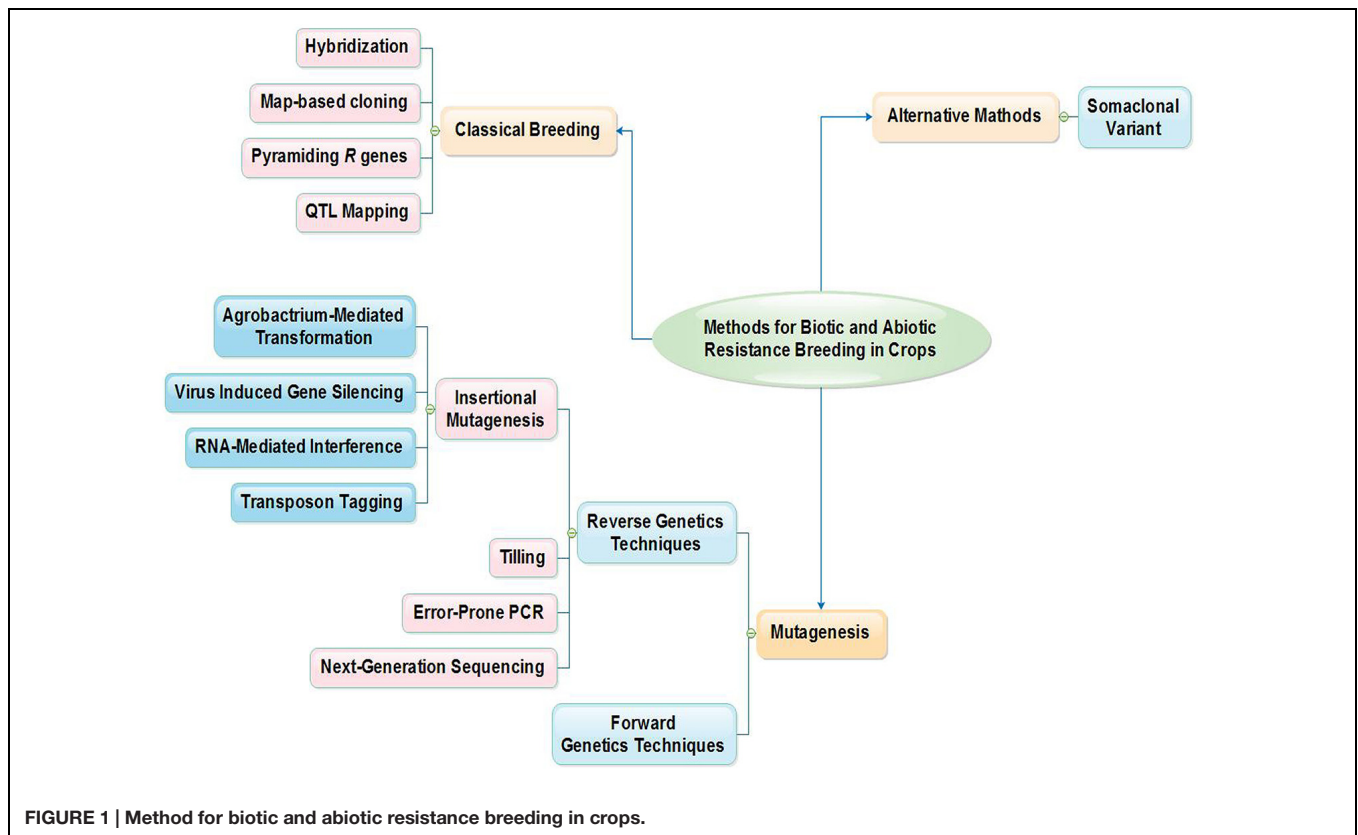 Hybridization
Map-based cloning
Pyramiding R genes
QTL Mapping
Classical Breeding
Alternative Mathods
Somaclonal
Variant
Methods for Biotic and Abiotic
Resistance Breeding in Crops
Agrobactrium-Mediated
Transformation
Virus Induced Gene Silencing
RNA-Mediated Interference
Transposon Tagging
Insertional
Mutagenesis
Reverse Genetics
Techniques
Tilling
Error-Prone PCR
Next-Generation Sequencing
Mutagenesis
Forward
Genetics Techniques
FIGURE 1 | Method for biotic and abiotic resistance breeding in crops.